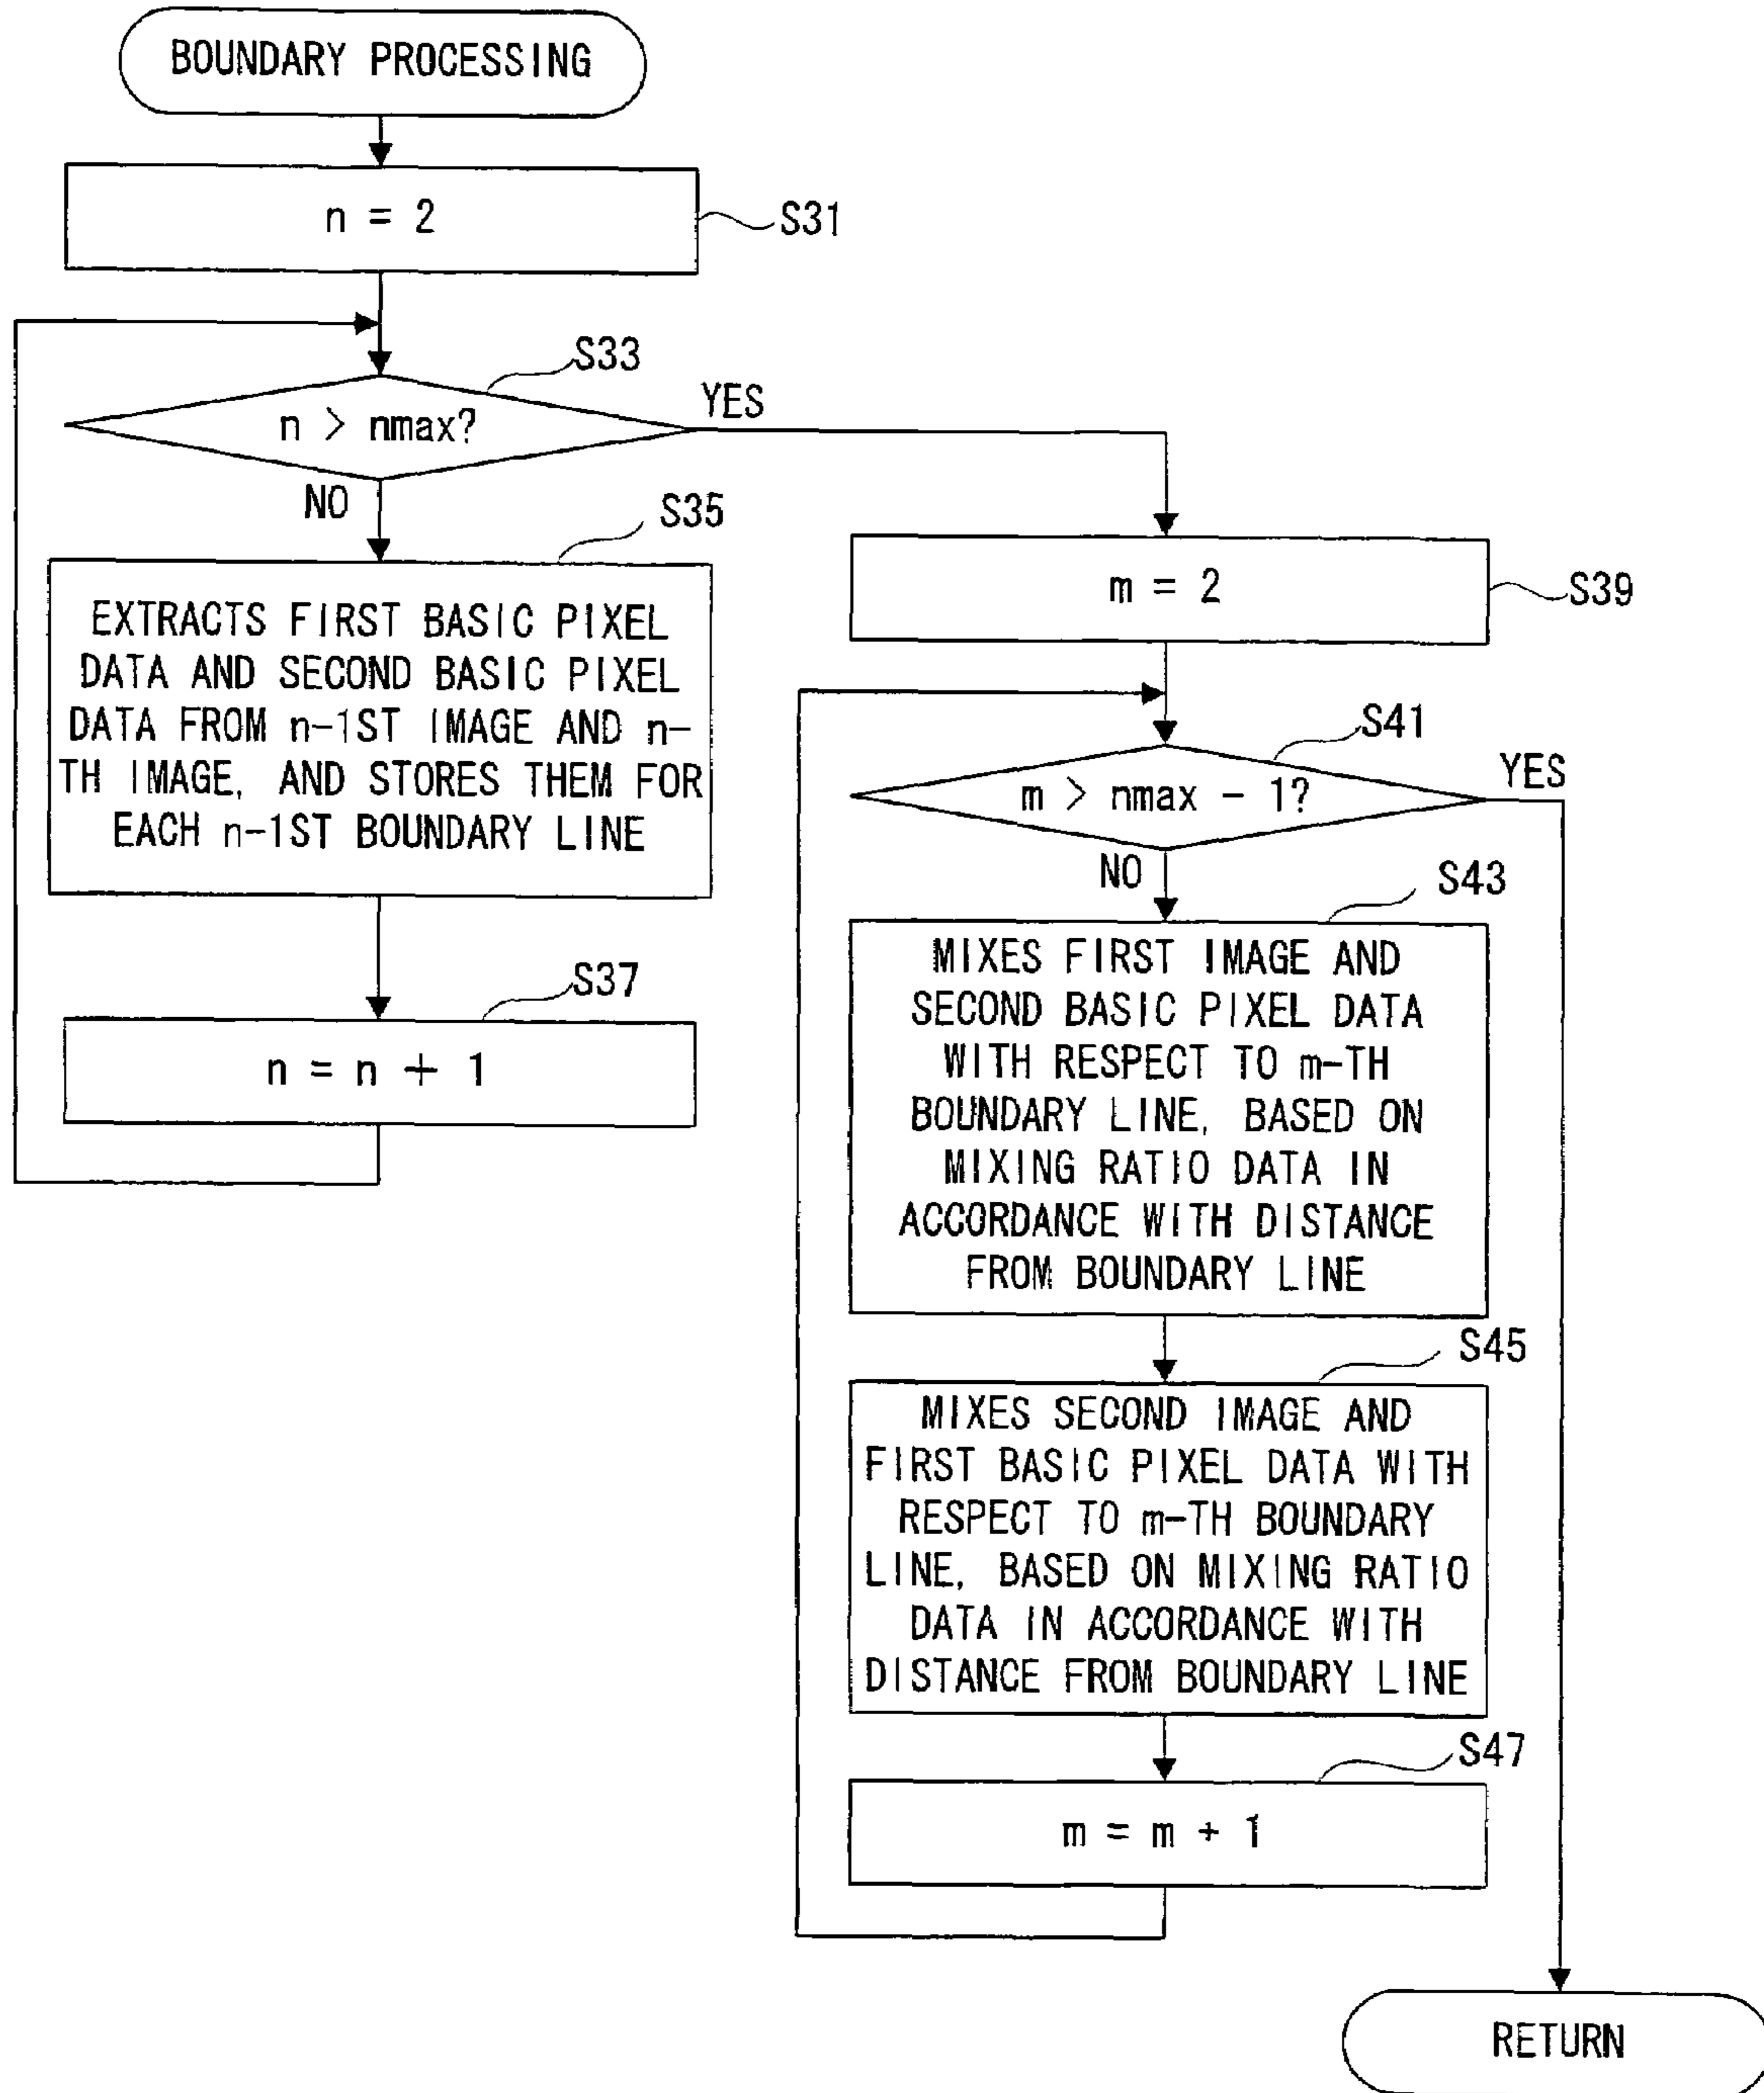 BOUNDARY PROCESSING
n = 2
S31
S33
n > nmax?
YES
NO
S35
EXTRACTS FIRST BASIC PIXEL
DATA AND SECOND BASIC PIXEL
DATA FROM n-1ST IMAGE AND n-
TH IMAGE, AND STORES THEM FOR
EACH n-1ST BOUNDARY LINE
S37
n = n + 1
m = 2
S39
S41
m > nmax - 1?
YES
NO
S43
MIXES FIRST IMAGE AND
SECOND BASIC PIXEL DATA
WITH RESPECT TO m-TH
BOUNDARY LINE, BASED ON
MIXING RATIO DATA IN
ACCORDANCE WITH DISTANCE
FROM BOUNDARY LINE
S45
MIXES SECOND IMAGE AND
FIRST BASIC PIXEL DATA WITH
RESPECT TO m-TH BOUNDARY
LINE, BASED ON MIXING RATIO
DATA IN ACCORDANCE WITH
DISTANCE FROM BOUNDARY LINE
S47
m = m + 1
RETURN